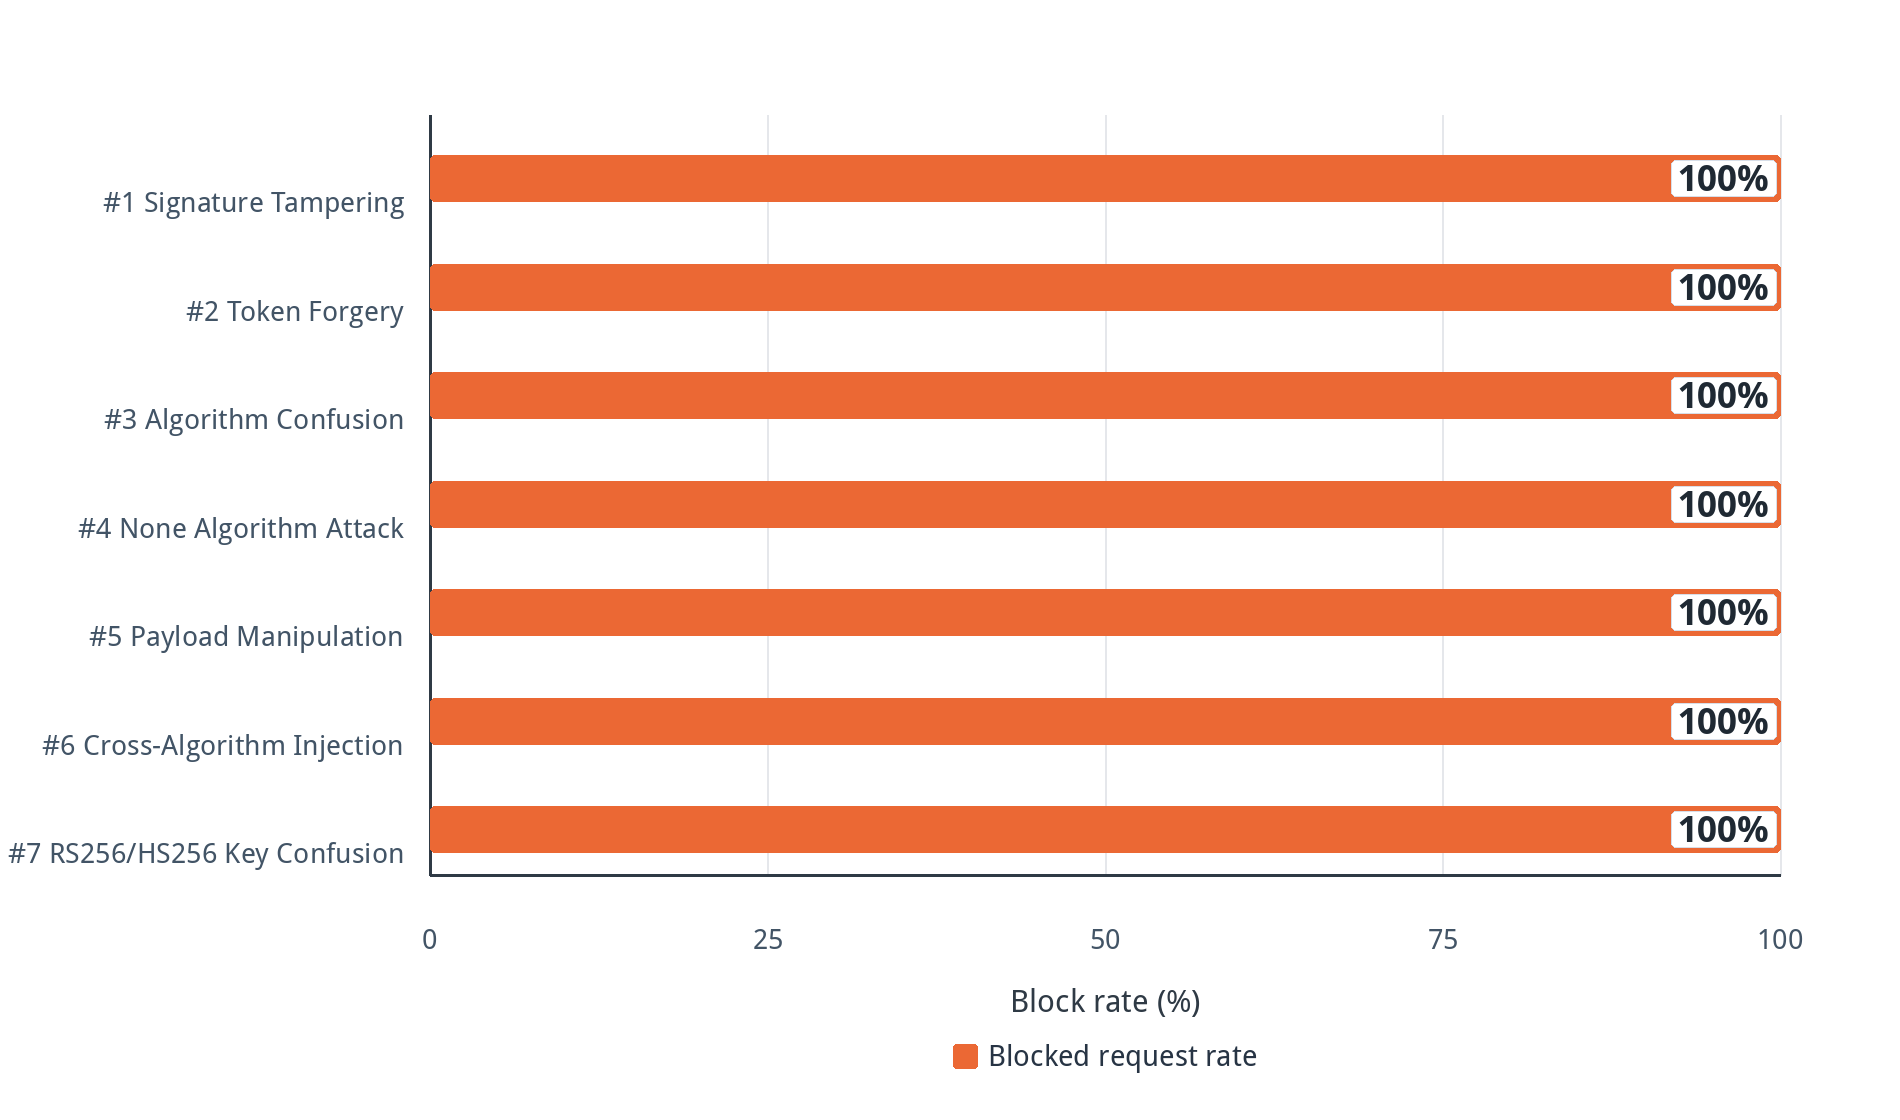 #1 Signature Tampering 100%
#2 Token Forgery 100%
#3 Algorithm Confusion 100%
#4 None Algorithm Attack 100%
#5 Payload Manipulation 100%
#6 Cross-Algorithm Injection 100%
#7 RS256/HS256 Key Confusion 100%
0 25 50 75 100
Block rate (%)
Blocked request rate